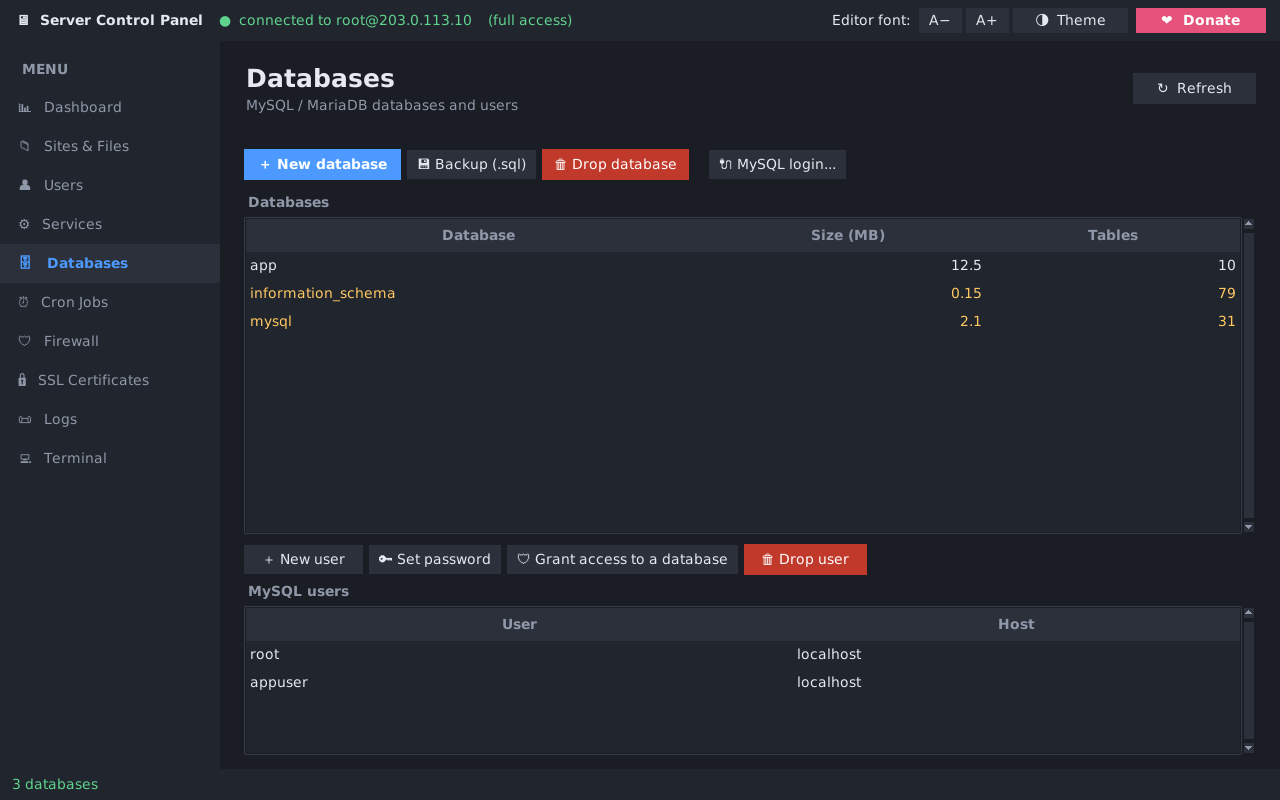 Server Control Panel ● connected to root@203.0.113.10 (full access) Editor font: A− A+ Theme ❤ Donate
MENU
Dashboard
Sites & Files
Users
Services
Databases
Cron Jobs
Firewall
SSL Certificates
Logs
Terminal
Databases
MySQL / MariaDB databases and users
↻ Refresh
+ New database Backup (.sql) Drop database MySQL login...
Databases
Database Size (MB) Tables
app 12.5 10
information_schema 0.15 79
mysql 2.1 31
+ New user Set password Grant access to a database Drop user
MySQL users
User Host
root localhost
appuser localhost
3 databases